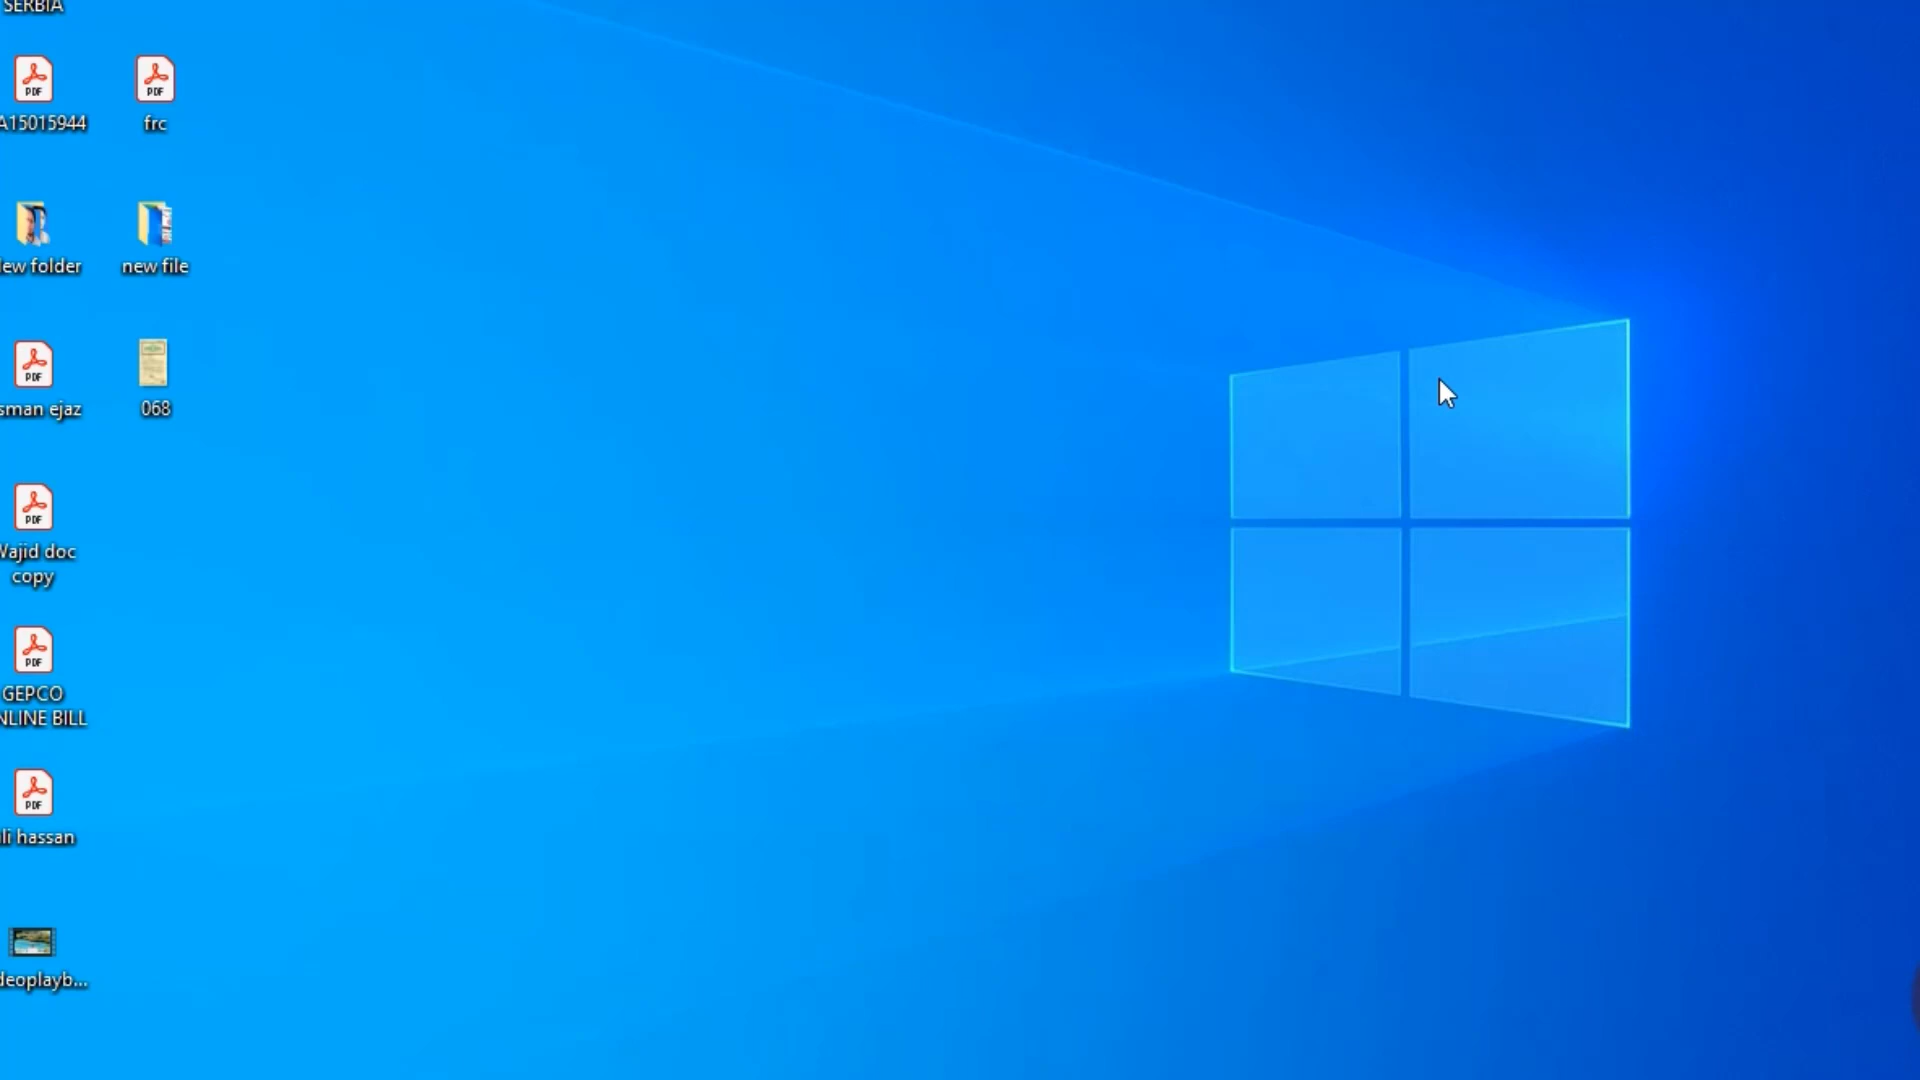 SERBIA
PDF
A15015944
PDF
frc
ew folder
new file
PDF
sman ejaz
068
PDF
Wajid doc
copy
PDF
GEPCO
NLINE BILL
PDF
li hassan
deoplayb...